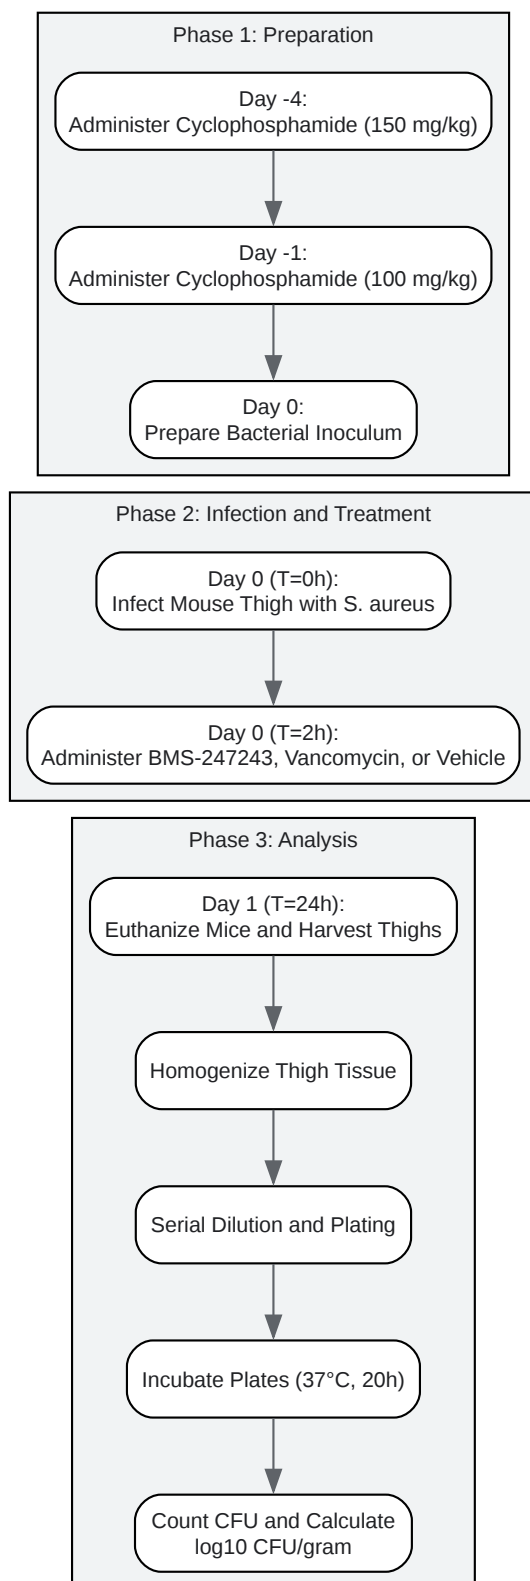 Phase 1: Preparation
Day -4:
Administer Cyclophosphamide (150 mg/kg)
Day -1:
Administer Cyclophosphamide (100 mg/kg)
Day 0:
Prepare Bacterial Inoculum
Phase 2: Infection and Treatment
Day 0 (T=0h):
Infect Mouse Thigh with S. aureus
Day 0 (T=2h):
Administer BMS-247243, Vancomycin, or Vehicle
Phase 3: Analysis
Day 1 (T=24h):
Euthanize Mice and Harvest Thighs
Homogenize Thigh Tissue
Serial Dilution and Plating
Incubate Plates (37°C, 20h)
Count CFU and Calculate
log10 CFU/gram